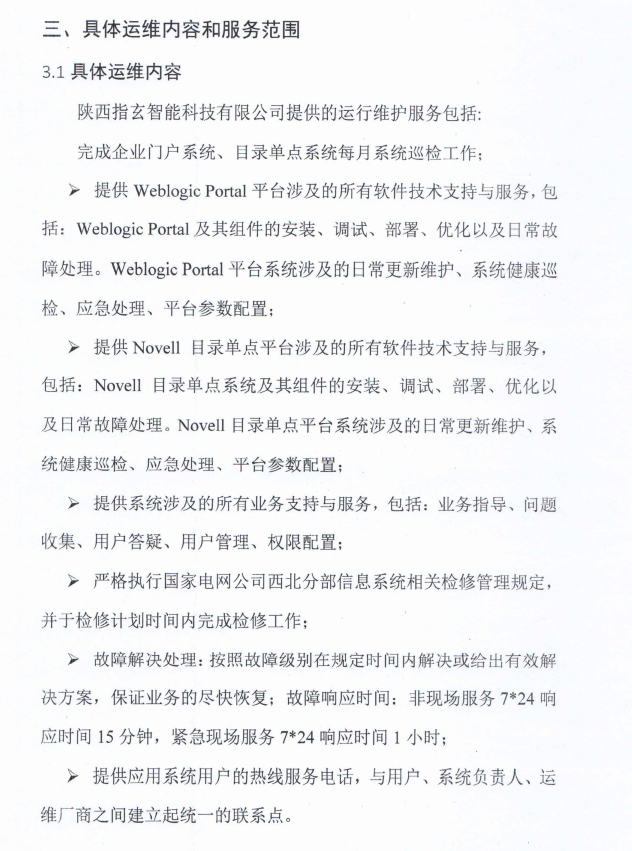 三、具体运维内容和服务范围
3.1 具体运维内容
陕西指玄智能科技有限公司提供的运行维护服务包括:
完成企业门户系统、目录单点系统每月系统巡检工作；
➢ 提供 Weblogic Portal 平台涉及的所有软件技术支持与服务，包
括：Weblogic Portal 及其组件的安装、调试、部署、优化以及日常故
障处理。Weblogic Portal 平台系统涉及的日常更新维护、系统健康巡
检、应急处理、平台参数配置；
➢ 提供 Novell 目录单点平台涉及的所有软件技术支持与服务，
包括：Novell 目录单点系统及其组件的安装、调试、部署、优化以
及日常故障处理。Novell 目录单点平台系统涉及的日常更新维护、系
统健康巡检、应急处理、平台参数配置；
➢ 提供系统涉及的所有业务支持与服务，包括：业务指导、问题
收集、用户答疑、用户管理、权限配置；
➢ 严格执行国家电网公司西北分部信息系统相关检修管理规定，
并于检修计划时间内完成检修工作；
➢ 故障解决处理：按照故障级别在规定时间内解决或给出有效解
决方案，保证业务的尽快恢复；故障响应时间：非现场服务 7*24 响
应时间 15 分钟，紧急现场服务 7*24 响应时间 1 小时；
➢ 提供应用系统用户的热线服务电话，与用户、系统负责人、运
维厂商之间建立起统一的联系点。